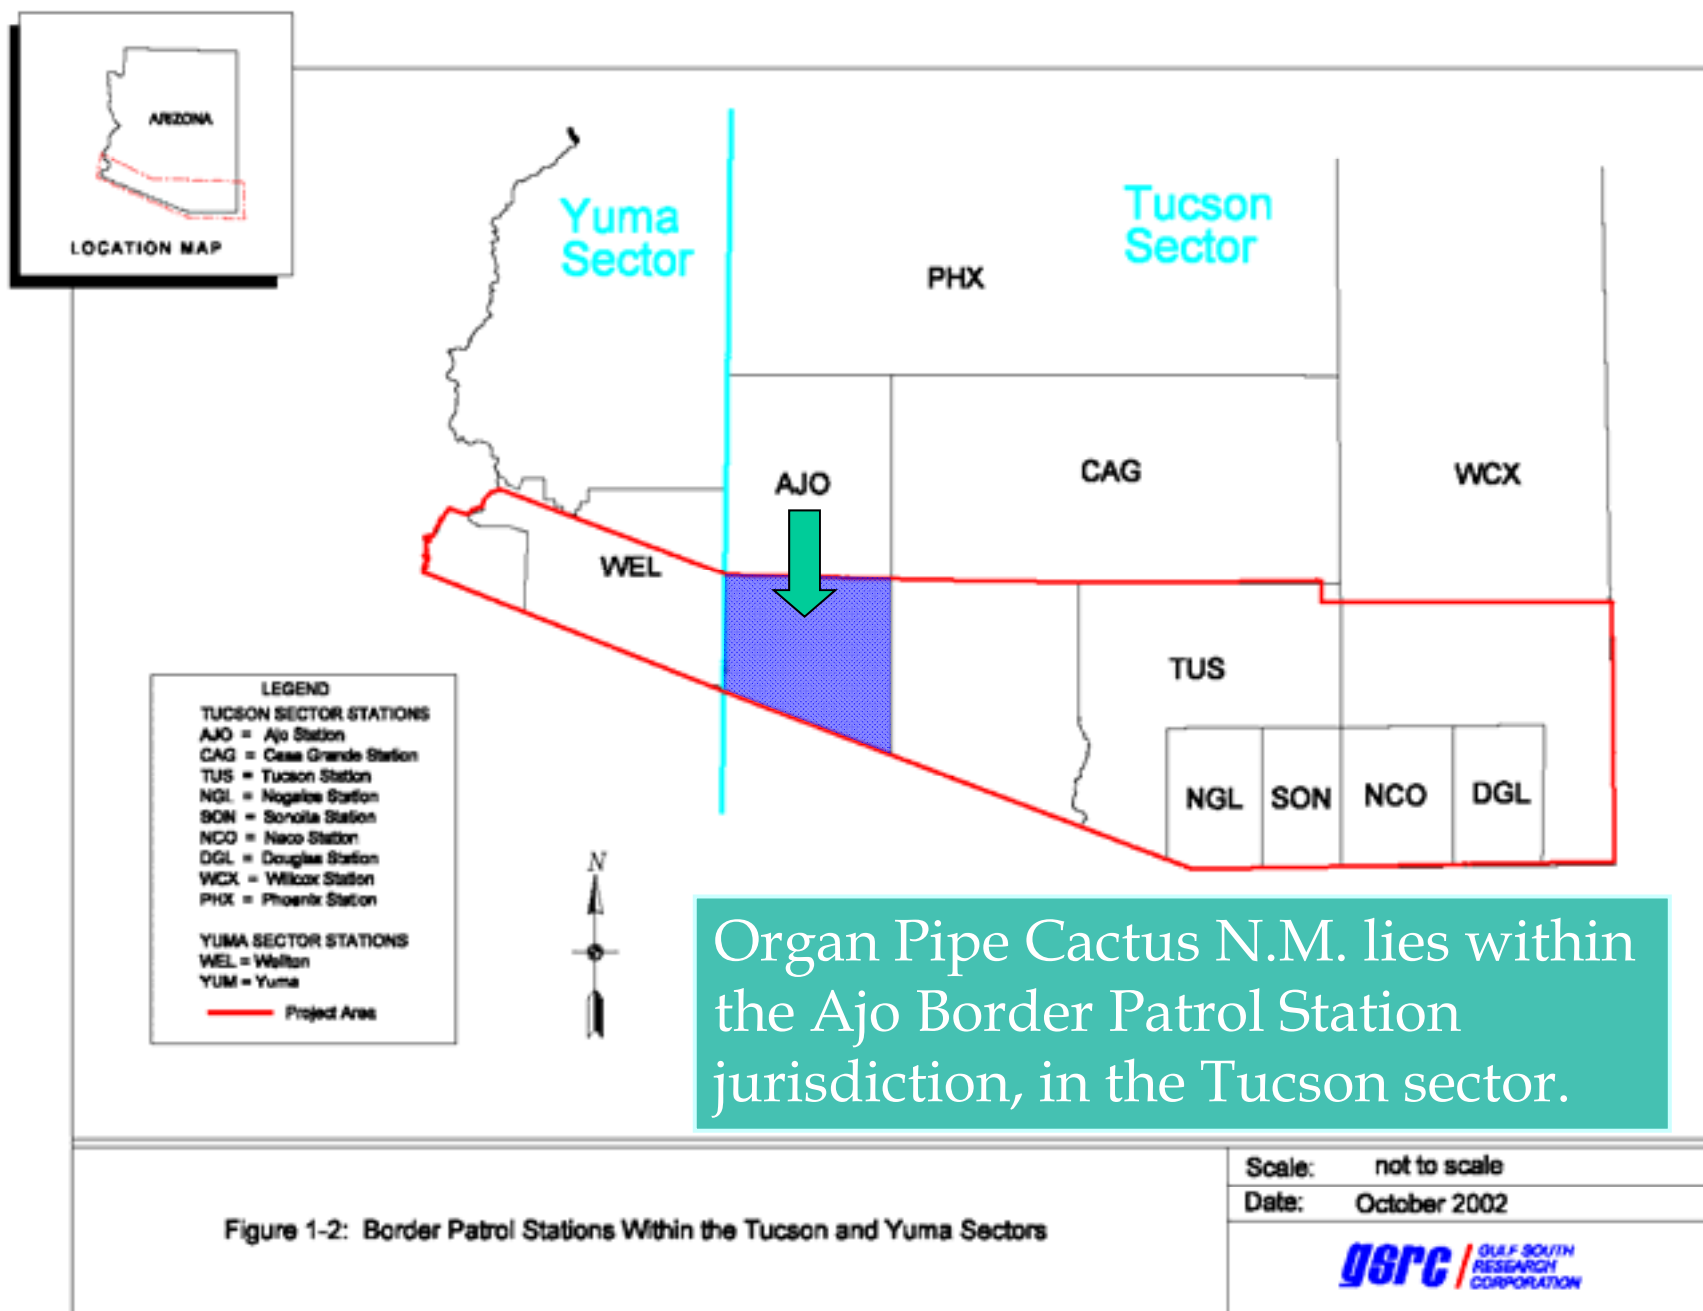 ARIZONA
LOCATION MAP
Yuma
Sector
Tucson
Sector
PHX
AJO
CAG
WCX
WEL
TUS
NGL
SON
NCO
DGL
LEGEND
TUCSON SECTOR STATIONS
AJO = Ajo Station
CAG = Casa Grande Station
TUS = Tucson Station
NGL = Nogales Station
SON = Sonoita Station
NCO = Naco Station
DGL = Douglas Station
WCX = Willcox Station
PHX = Phoenix Station
YUMA SECTOR STATIONS
WEL = Wellton
YUM = Yuma
Project Area
N
Organ Pipe Cactus N.M. lies within
the Ajo Border Patrol Station
jurisdiction, in the Tucson sector.
Figure 1-2: Border Patrol Stations Within the Tucson and Yuma Sectors
Scale: not to scale
Date: October 2002
gsrc
GULF SOUTH
RESEARCH
CORPORATION